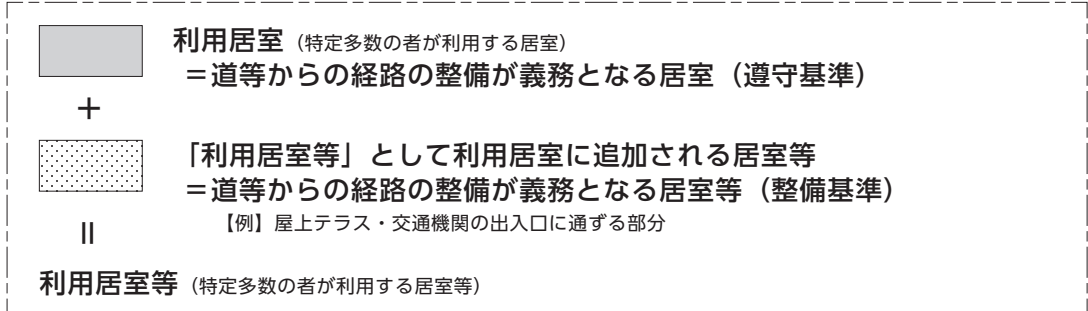 利用居室（特定多数の者が利用する居室）
＝道等からの経路の整備が義務となる居室（遵守基準）
＋
「利用居室等」として利用居室に追加される居室等
＝道等からの経路の整備が義務となる居室等（整備基準）
【例】屋上テラス・交通機関の出入口に通ずる部分
＝
利用居室等（特定多数の者が利用する居室等）